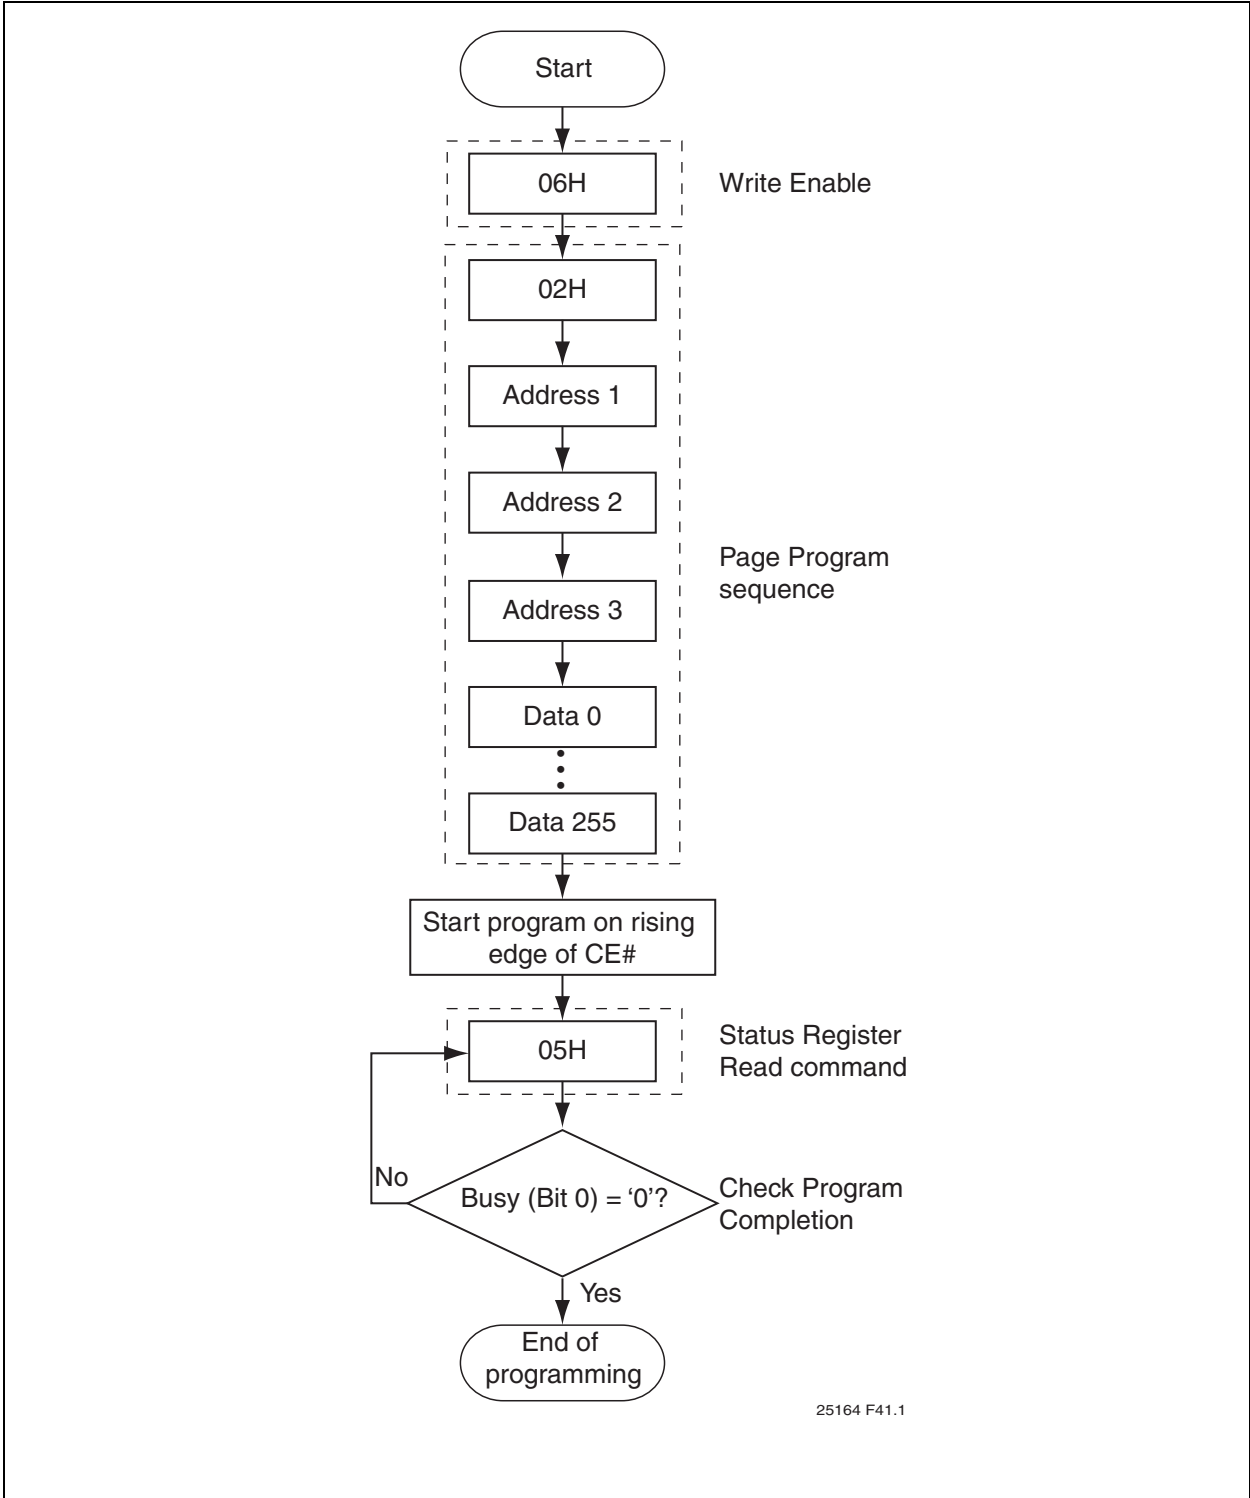 Start
06H
Write Enable
02H
Address 1
Address 2
Address 3
Page Program
sequence
Data 0
Data 255
Start program on rising
edge of CE#
05H
Status Register
Read command
No
Busy (Bit 0) = ‘0’?
Check Program
Completion
Yes
End of
programming
25164 F41.1